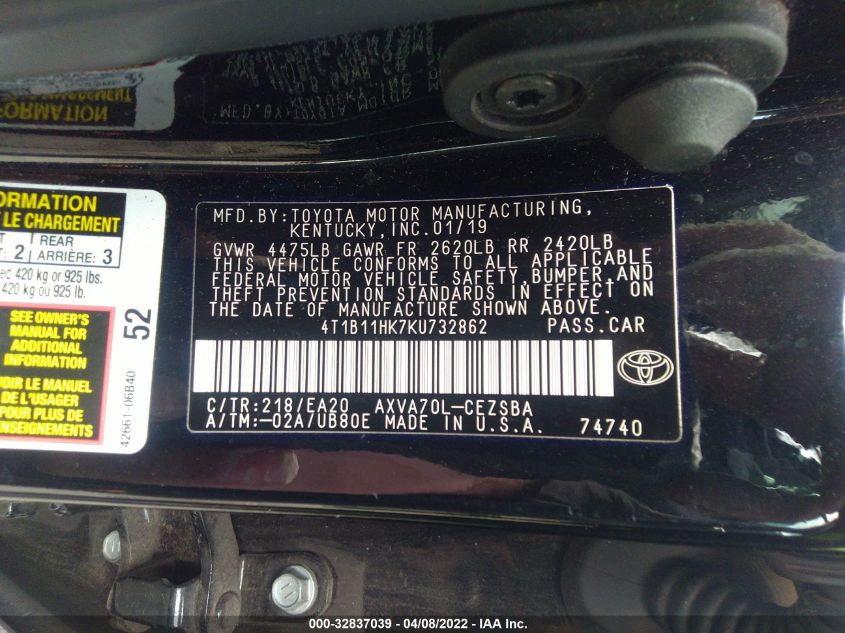 MFD.BY:TOYOTA MOTOR MANUFACTURING,
KENTUCKY,INC.01/19
GVWR 4475LB GAWR FR 2620LB RR 2420LB
THIS VEHICLE CONFORMS TO ALL APPLICABLE
FEDERAL MOTOR VEHICLE SAFETY,BUMPER,AND
THEFT PREVENTION STANDARDS IN EFFECT ON
THE DATE OF MANUFACTURE SHOWN ABOVE.
4T1B11HK7KU732862 PASS.CAR
C/TR:218/EA20 AXVA70L-CEZSBA
A/TM:-02A/UB80E MADE IN U.S.A. 74740
ORMATION
LE CHARGEMENT
2 REAR
ARRIÈRE: 3
420 kg or 925 lbs.
420 kg ou 925 lb.
SEE OWNER'S
MANUAL FOR
ADDITIONAL
INFORMATION
VOIR LE MANUEL
DE L'USAGER
POUR PLUS DE
RENSEIGNEMENTS
52
42661-06B40
000-32837039 - 04/08/2022 - IAA Inc.